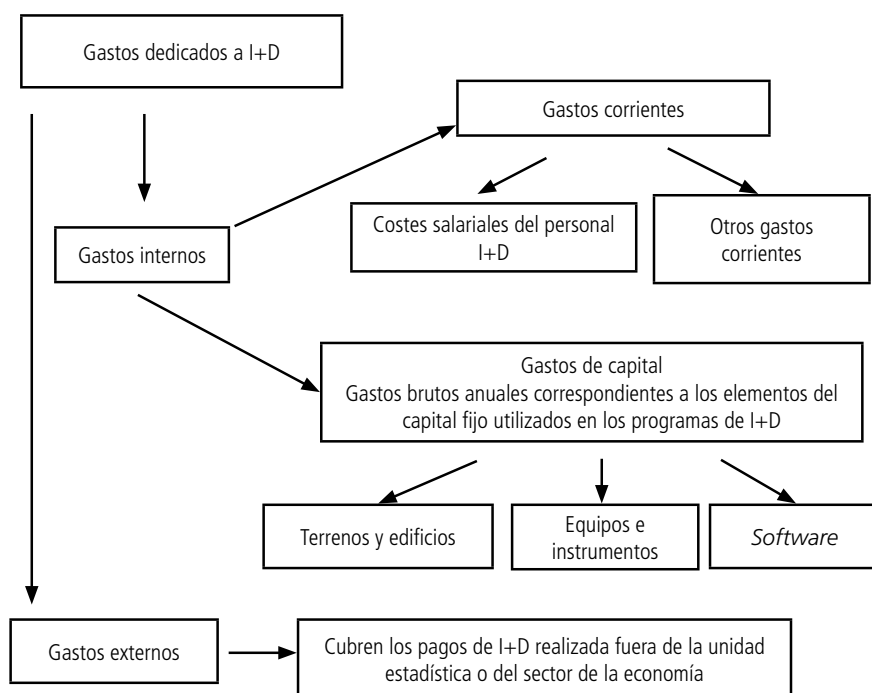 Gastos dedicados a I+D
Gastos corrientes
Costes salariales del personal
I+D
Otros gastos
corrientes
Gastos internos
Gastos de capital
Gastos brutos anuales correspondientes a los elementos del
capital fijo utilizados en los programas de I+D
Terrenos y edificios
Equipos e
instrumentos
Software
Gastos externos
Cubren los pagos de I+D realizada fuera de la unidad
estadística o del sector de la economía